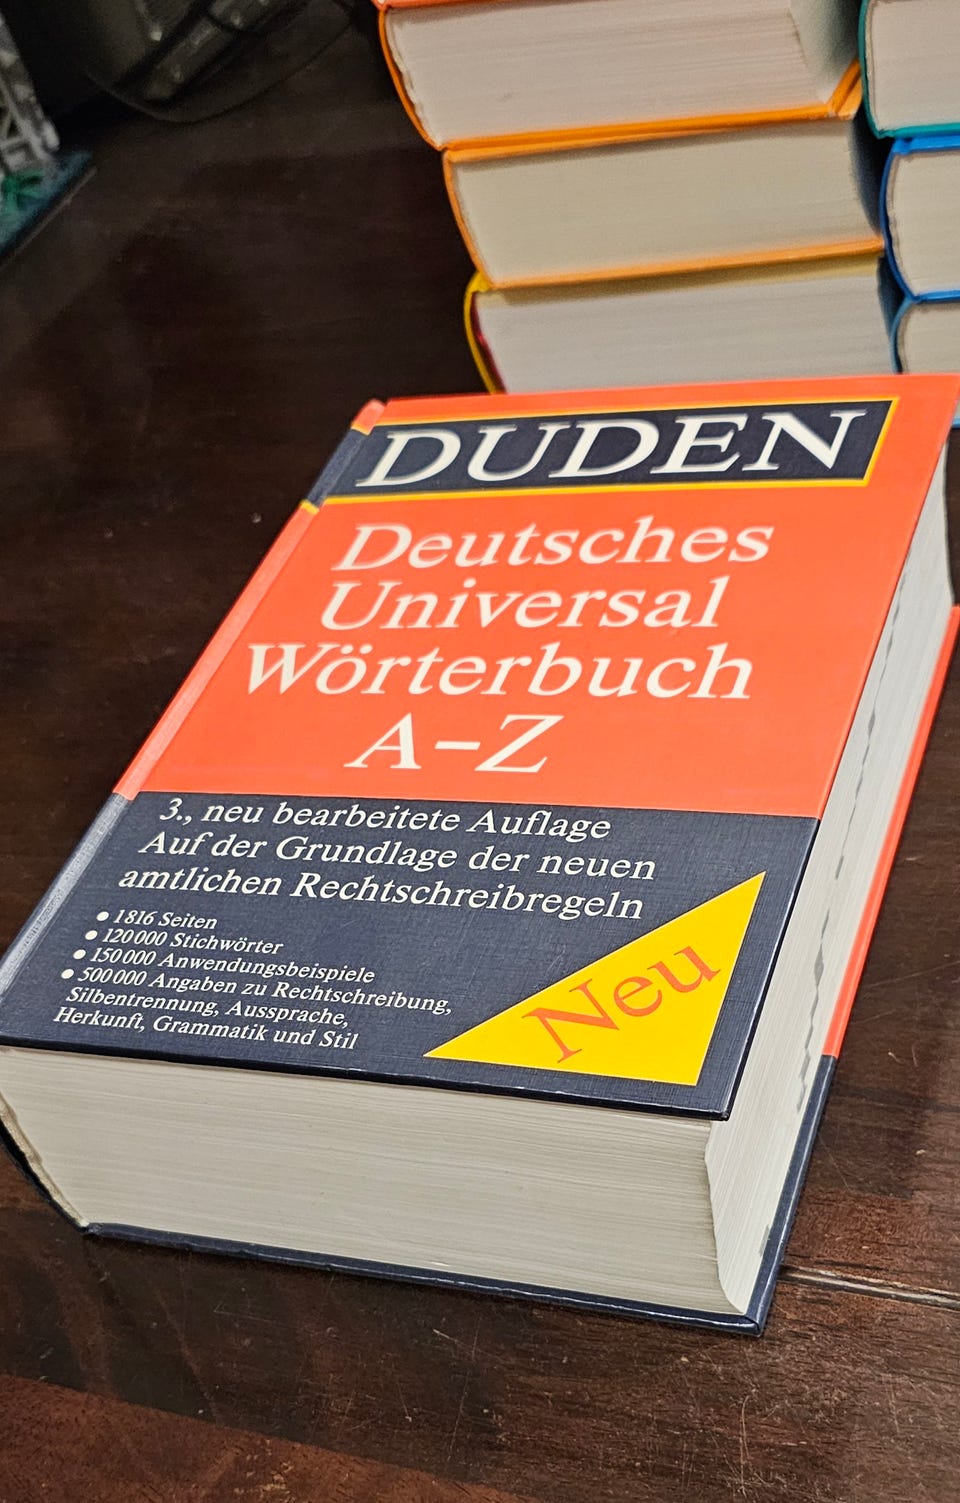 DUDEN
Deutsches
Universal
Wörterbuch
A–Z
3., neu bearbeitete Auflage
Auf der Grundlage der neuen
amtlichen Rechtschreibregeln
• 1816 Seiten
• 120 000 Stichwörter
• 150 000 Anwendungsbeispiele
• 500 000 Angaben zu Rechtschreibung,
Silbentrennung, Aussprache,
Herkunft, Grammatik und Stil
Neu